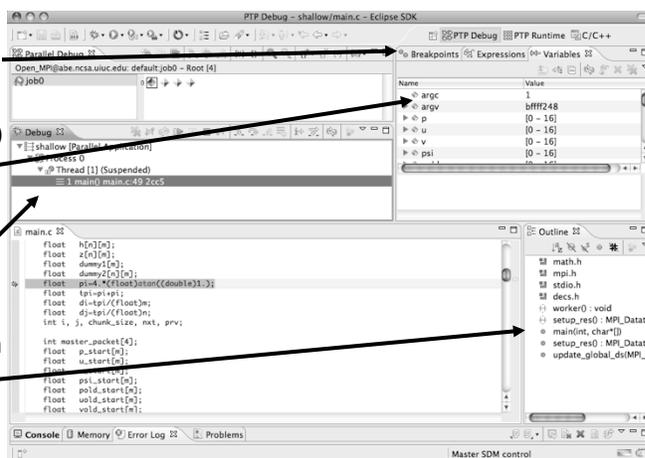 PTP Debug - shallow/main.c - Eclipse SDK
PTP Debug PTP Runtime C/C++
Parallel Debug
Open_MPI@abe.ncsa.uiuc.edu: default:job0 - Root [4]
job0
0
Breakpoints Expressions Variables
Name Value
argc 1
argv bffff248
p [0 - 16]
u [0 - 16]
v [0 - 16]
psi [0 - 16]
Debug
shallow [Parallel Application]
Process 0
Thread [1] (Suspended)
1 main() main.c:49 2cc5
main.c
float h[n][m];
float z[n][m];
float dummy1[m];
float dummy2[n][m];
float pi=4.*(float)atan((double)1.);
float tpi=pi+pi;
float di=tpi/(float)m;
float dj=tpi/(float)n;
int i, j, chunk_size, nxt, prv;
int master_packet[4];
float p_start[m];
float u_start[m];
float
float psi_start[m];
float pold_start[m];
float uold_start[m];
float vold_start[m];
Outline
math.h
mpi.h
stdio.h
decs.h
worker() : void
setup_res() : MPI_Datat
main(int, char*[])
setup_res() : MPI_Datat
update_global_ds(MPI_
Console Memory Error Log Problems
Master SDM control